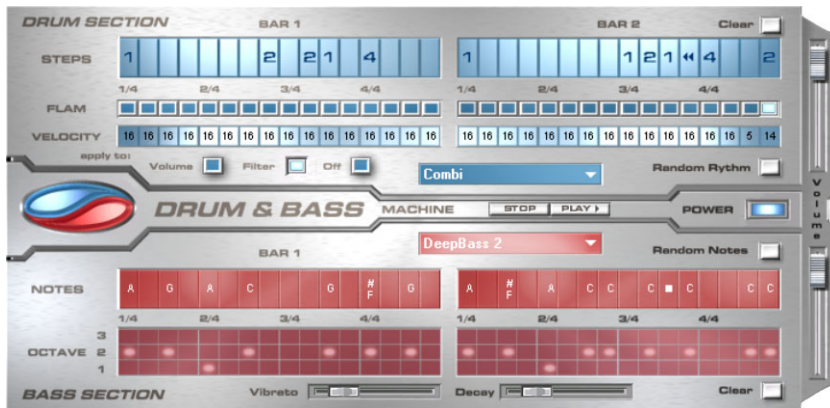 DRUM SECTION BAR 1 BAR 2 Clear
STEPS 1 2 2 1 4 1 1 2 1 4 2
1/4 2/4 3/4 4/4 1/4 2/4 3/4 4/4
FLAM
VELOCITY 16 16 16 16 16 16 16 16 16 16 16 16 16 16 16 16 16 16 16 16 16 16 16 16 16 16 16 16 16 16 5 14
apply to: Volume Filter Off Combi Random Rythm
DRUM & BASS MACHINE STOP PLAY POWER Volume
BAR 1 DeepBass 2 Random Notes
NOTES A G A C G # F G A # F A C C C C C C
1/4 2/4 3/4 4/4 1/4 2/4 3/4 4/4
3
OCTAVE 2
1
BASS SECTION Vibrato Decay Clear